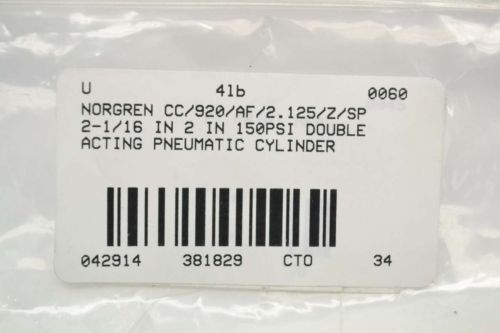 U 4lb 0060
NORGREN CC/920/AF/2.125/Z/SP
2-1/16 IN 2 IN 150PSI DOUBLE
ACTING PNEUMATIC CYLINDER
042914 381829 CTO 34